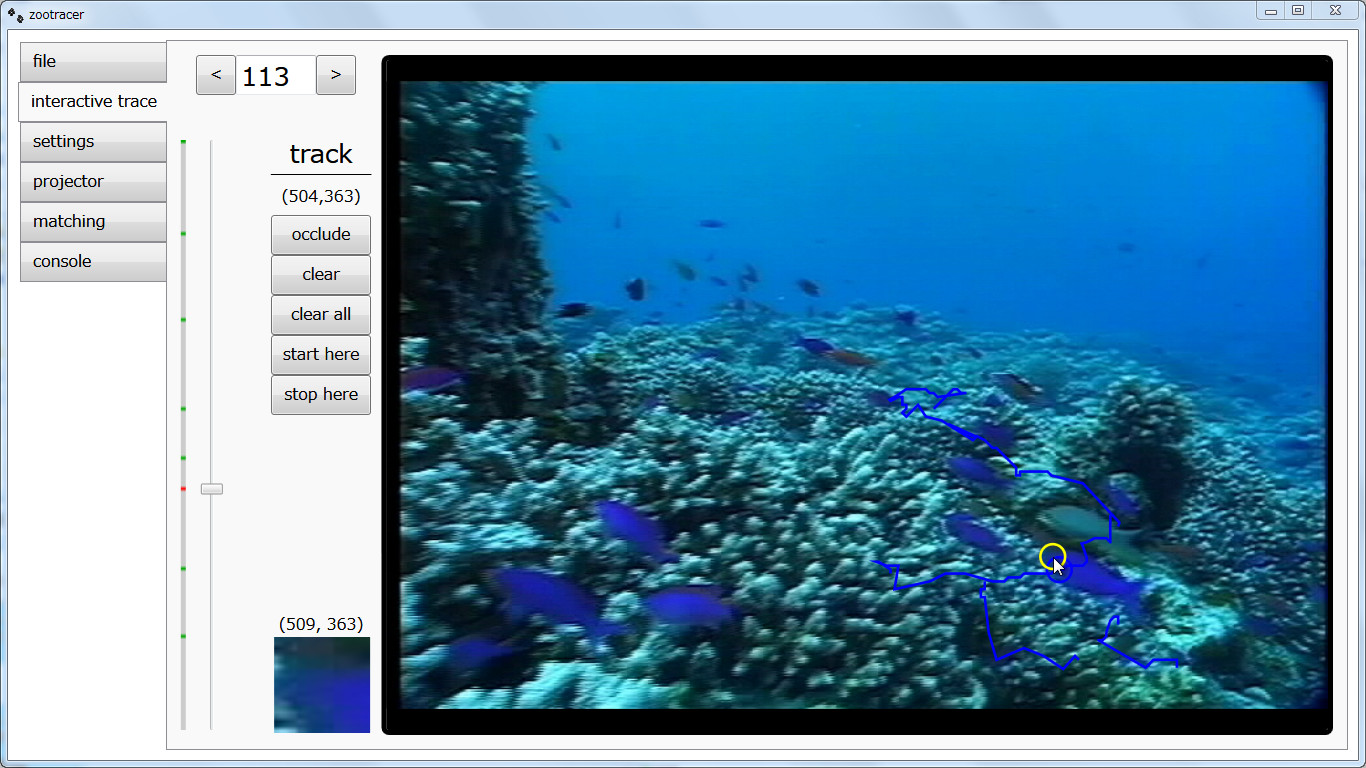 zootracer
file
interactive trace
settings
projector
matching
console
< 113 >
track
(504,363)
occlude
clear
clear all
start here
stop here
(509, 363)